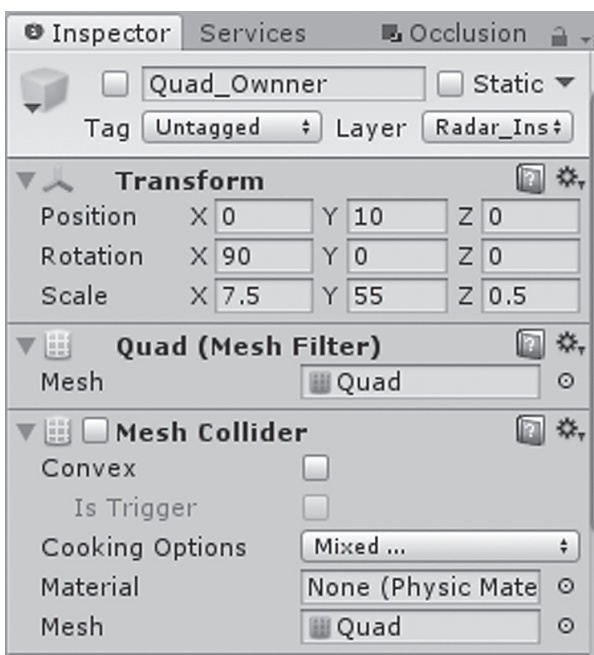 Inspector Services Occlusion
Quad_Ownner Static
Tag Untagged Layer Radar_Ins
Transform
Position X 0 Y 10 Z 0
Rotation X 90 Y 0 Z 0
Scale X 7.5 Y 55 Z 0.5
Quad (Mesh Filter)
Mesh Quad
Mesh Collider
Convex
Is Trigger
Cooking Options Mixed ...
Material None (Physic Mate
Mesh Quad